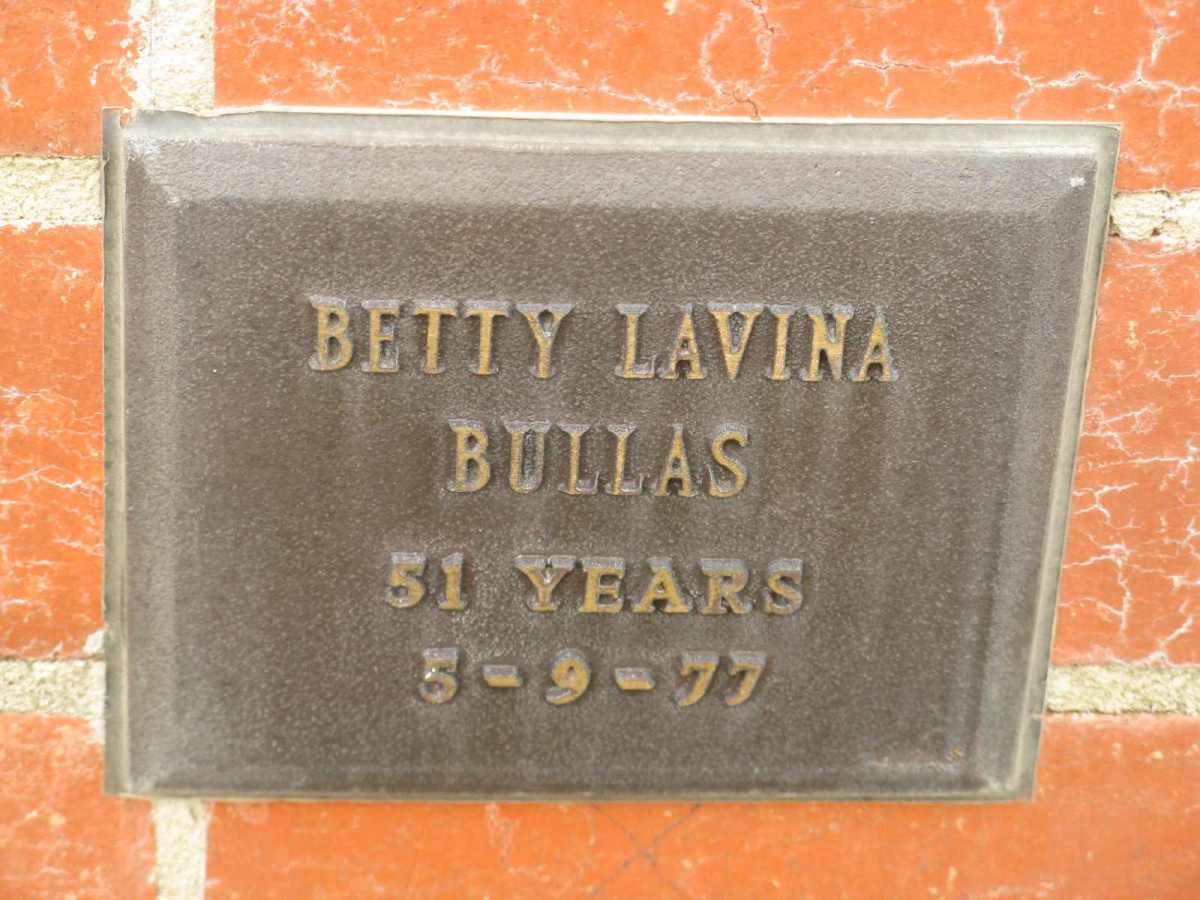 BETTY LAVINA
BULLAS
51 YEARS
5-9-77